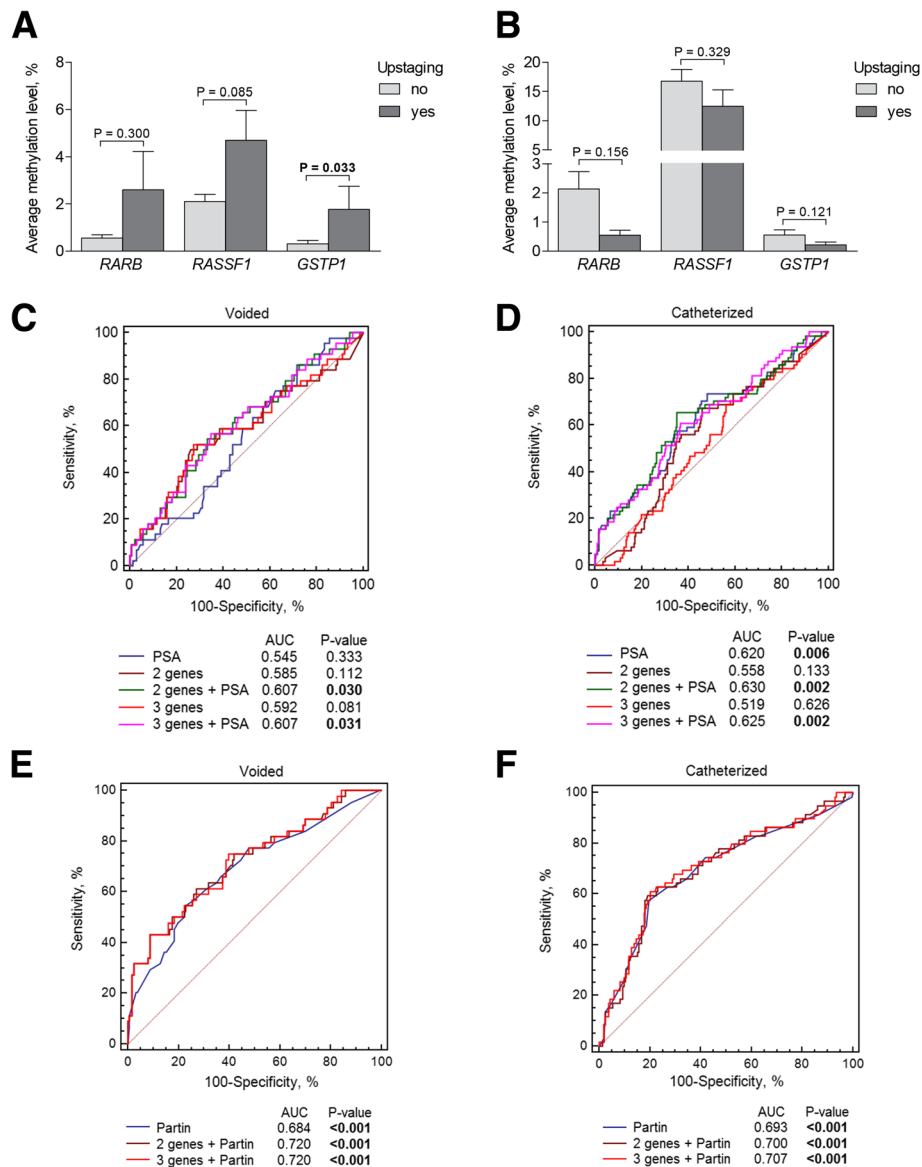 A
Average methylation level, %
8
6
4
2
0
P = 0.300
P = 0.085
P = 0.033
Upstaging
no
yes
RARB
RASSF1
GSTP1
B
Average methylation level, %
20
15
10
5
3
2
1
0
P = 0.156
P = 0.329
P = 0.121
Upstaging
no
yes
RARB
RASSF1
GSTP1
C
Voided
Sensitivity, %
100
80
60
40
20
0
0 20 40 60 80 100
100-Specificity, %
AUC P-value
PSA 0.545 0.333
2 genes 0.585 0.112
2 genes + PSA 0.607 0.030
3 genes 0.592 0.081
3 genes + PSA 0.607 0.031
D
Catheterized
Sensitivity, %
100
80
60
40
20
0
0 20 40 60 80 100
100-Specificity, %
AUC P-value
PSA 0.620 0.006
2 genes 0.558 0.133
2 genes + PSA 0.630 0.002
3 genes 0.519 0.626
3 genes + PSA 0.625 0.002
E
Voided
Sensitivity, %
100
80
60
40
20
0
0 20 40 60 80 100
100-Specificity, %
AUC P-value
Partin 0.684 <0.001
2 genes + Partin 0.720 <0.001
3 genes + Partin 0.720 <0.001
F
Catheterized
Sensitivity, %
100
80
60
40
20
0
0 20 40 60 80 100
100-Specificity, %
AUC P-value
Partin 0.693 <0.001
2 genes + Partin 0.700 <0.001
3 genes + Partin 0.707 <0.001